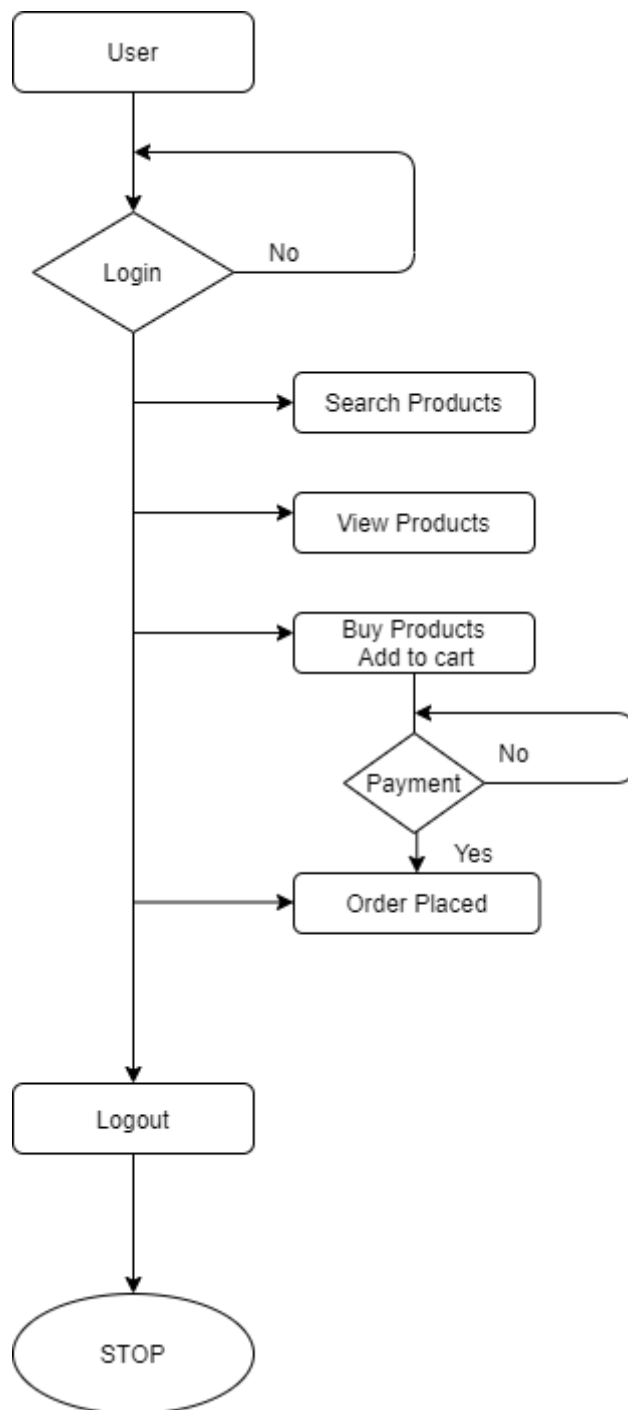 User
No
Login
Search Products
View Products
Buy Products
Add to cart
No
Payment
Yes
Order Placed
Logout
STOP